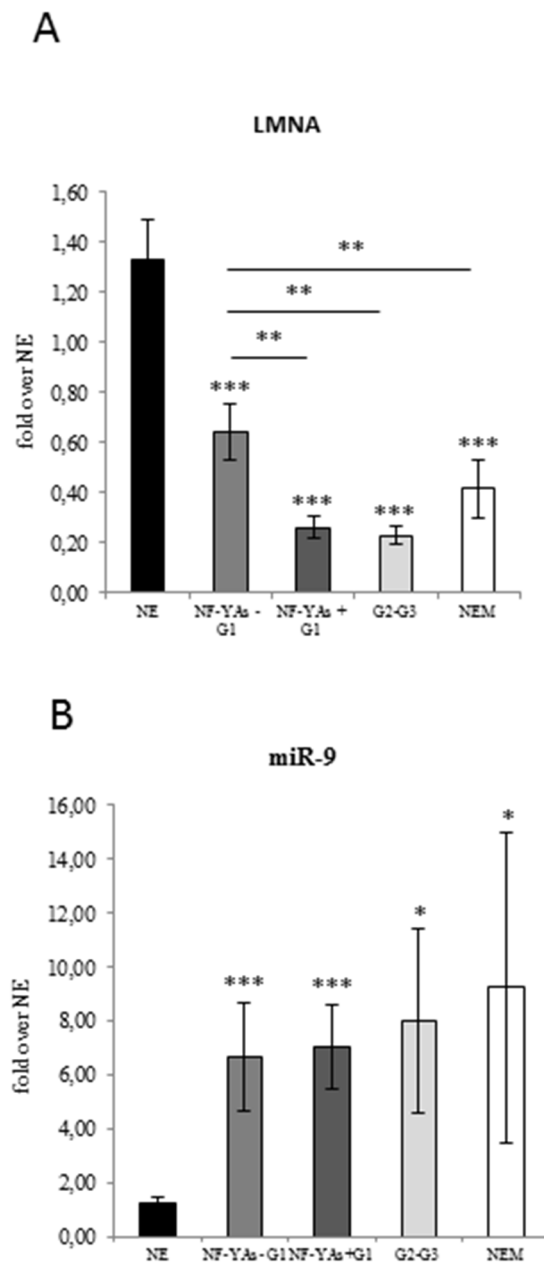 A
LMNA
fold over NE
1,60
1,40
1,20
1,00
0,80
0,60
0,40
0,20
0,00
**
**
**
***
***
***
***
NE
NF-YAs -
G1
NF-YAs +
G1
G2-G3
NEM
B
miR-9
fold over NE
16,00
14,00
12,00
10,00
8,00
6,00
4,00
2,00
0,00
***
***
*
*
NE
NF-YAs - G1
NF-YAs+G1
G2-G3
NEM